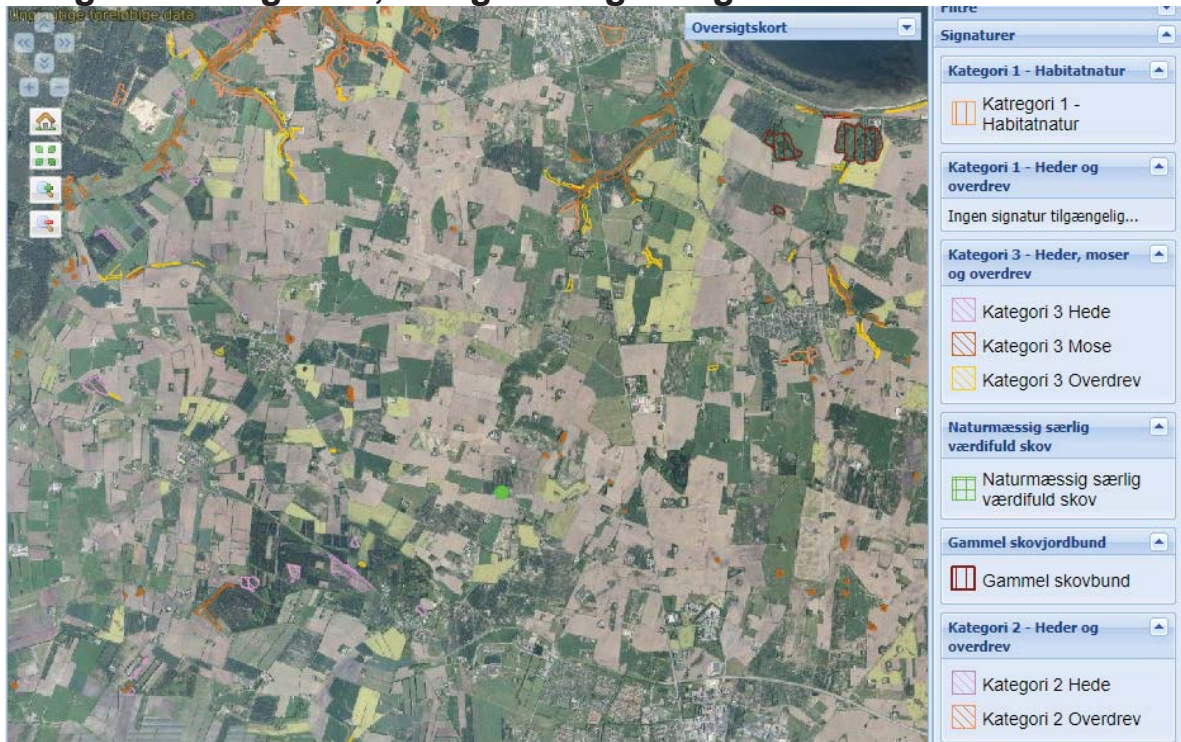 Oversigtskort
Filtre
Signaturer
Kategori 1 - Habitatnatur
Katregori 1 -
Habitatnatur
Kategori 1 - Heder og
overdrev
Ingen signatur tilgængelig...
Kategori 3 - Heder, moser
og overdrev
Kategori 3 Hede
Kategori 3 Mose
Kategori 3 Overdrev
Naturmæssig særlig
værdifuld skov
Naturmæssig særlig
værdifuld skov
Gammel skovjordbund
Gammel skovbund
Kategori 2 - Heder og
overdrev
Kategori 2 Hede
Kategori 2 Overdrev